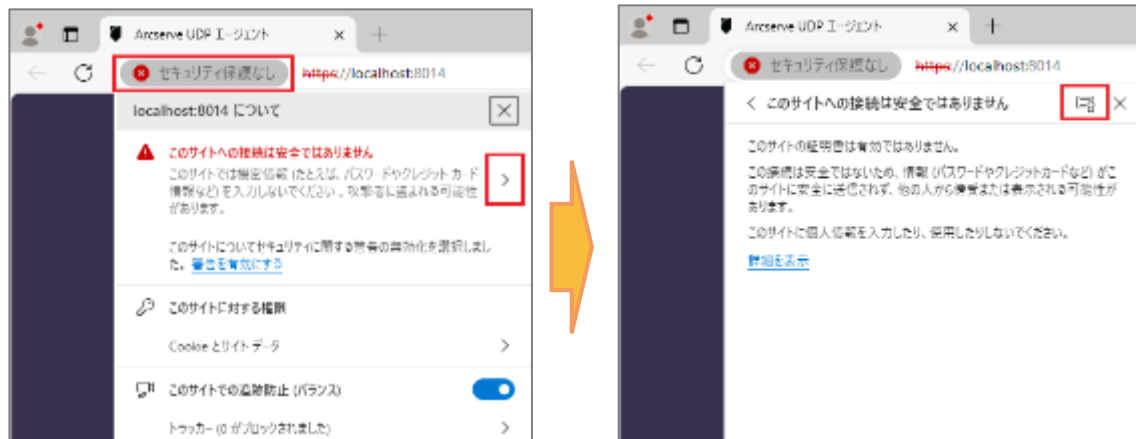 Arcserve UDP エージェント
セキュリティ保護なし
https://localhost:8014
localhost:8014 について
このサイトへの接続は安全ではありません
このサイトでは機密情報 (たとえば、パスワードやクレジット カード
情報など) を入力しないでください。攻撃者に盗まれる可能性
があります。
このサイトについてセキュリティに関する警告の無効化を選択しまし
た。警告を有効にする
このサイトに対する権限
Cookie とサイト データ
このサイトでの追跡防止 (バランス)
トラッカー (0 がブロックされました)
Arcserve UDP エージェント
セキュリティ保護なし
https://localhost:8014
このサイトへの接続は安全ではありません
このサイトの証明書は有効ではありません。
この接続は安全ではないため、情報 (パスワードやクレジットカードなど) がこ
のサイトに安全に送信されず、他の人から傍受または表示される可能性が
あります。
このサイトに個人情報を入力したり、使用したりしないでください。
詳細を表示